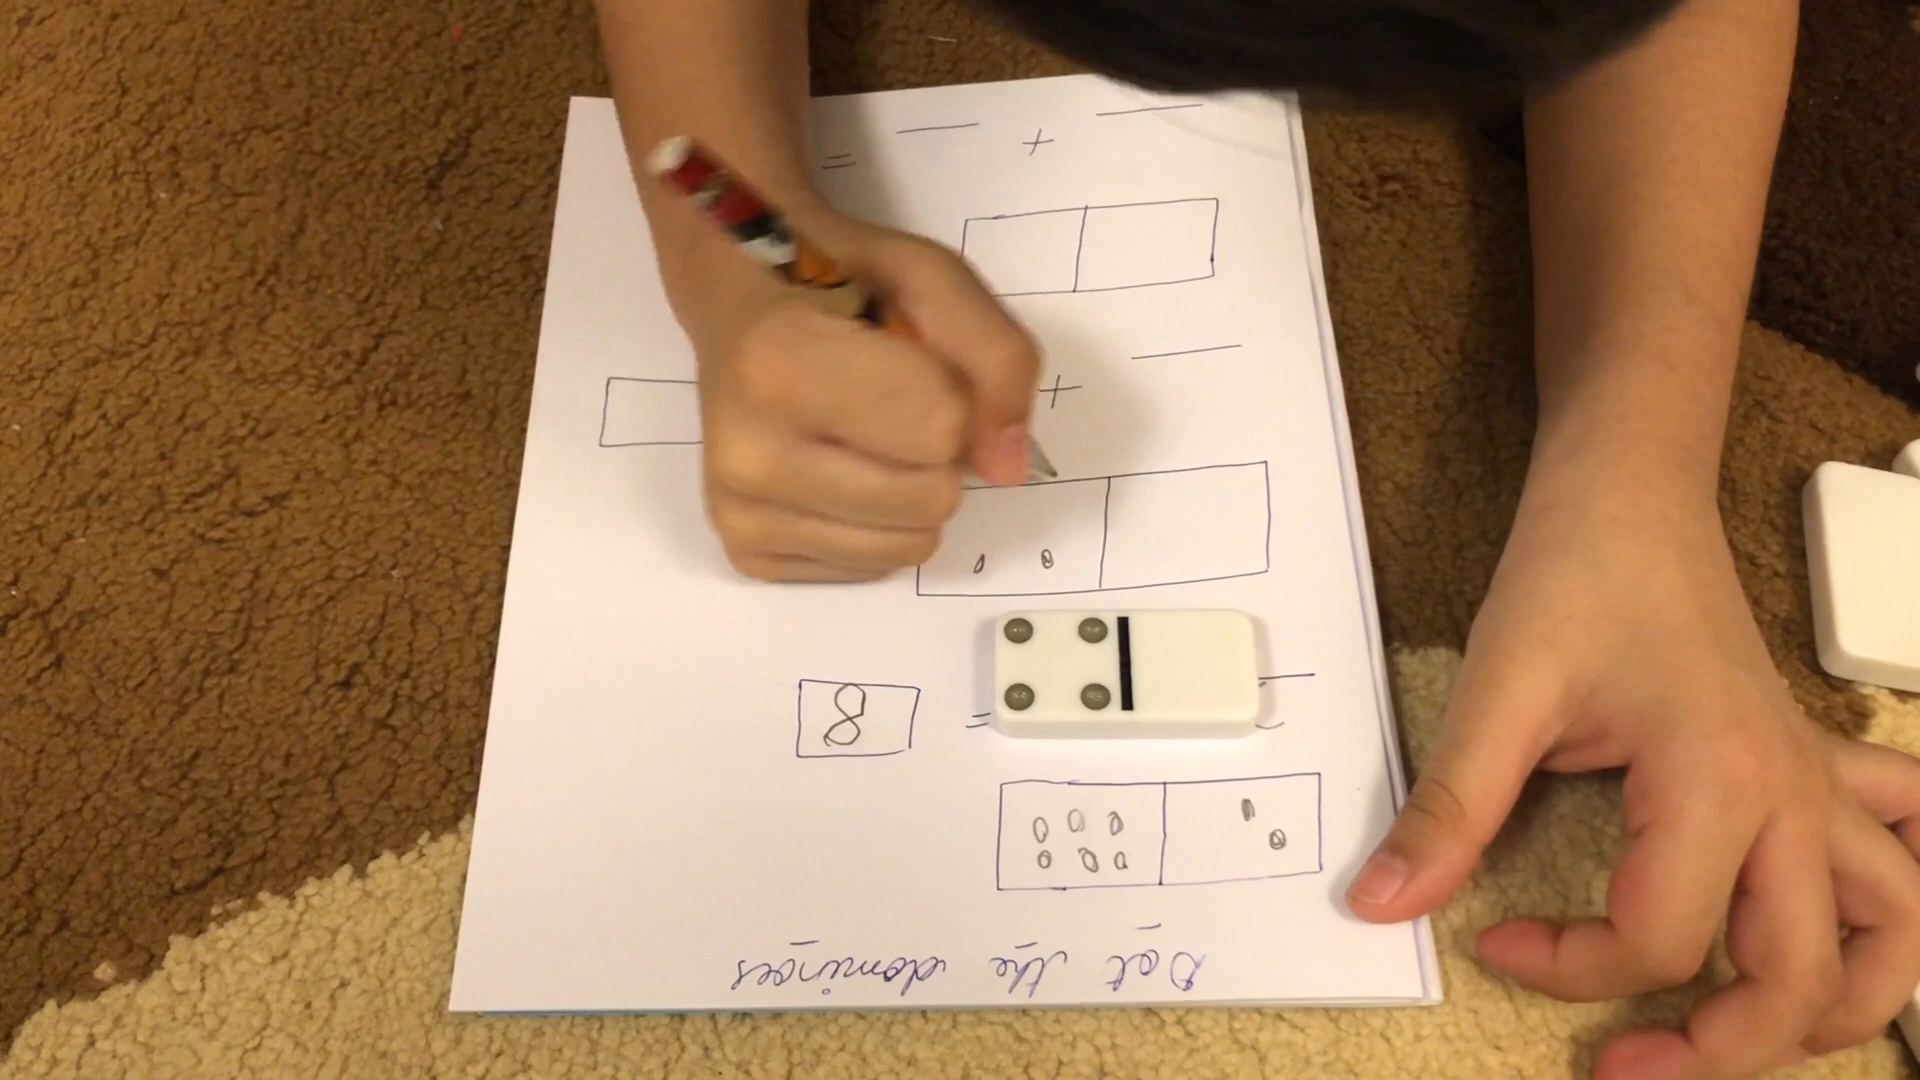 Dot the dominoes
= 8
+
+ =